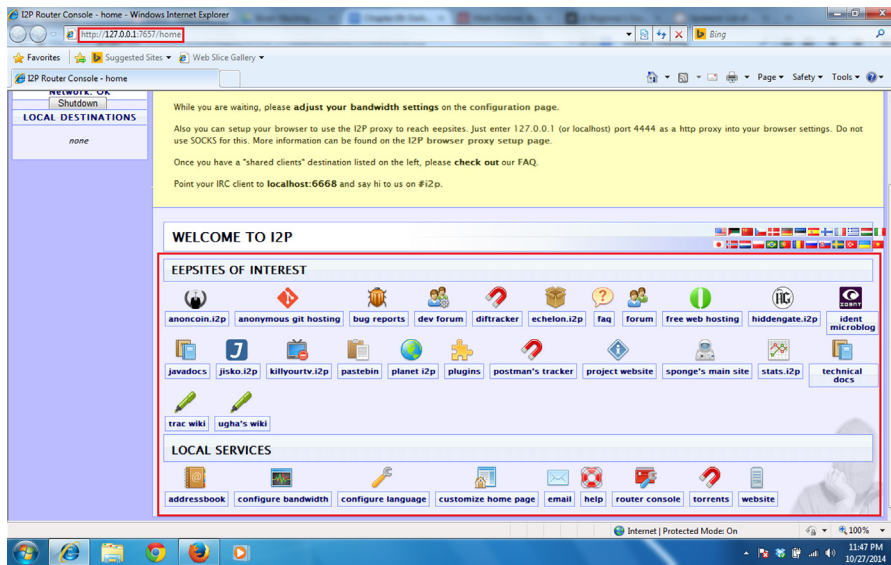 I2P Router Console - home - Windows Internet Explorer
http://127.0.0.1:7657/home
Bing
Favorites
Suggested Sites
Web Slice Gallery
I2P Router Console - home
Page
Safety
Tools
Network: OK
Shutdown
LOCAL DESTINATIONS
none
While you are waiting, please adjust your bandwidth settings on the configuration page.
Also you can setup your browser to use the I2P proxy to reach eepsites. Just enter 127.0.0.1 (or localhost) port 4444 as a http proxy into your browser settings. Do not
use SOCKS for this. More information can be found on the I2P browser proxy setup page.
Once you have a "shared clients" destination listed on the left, please check out our FAQ.
Point your IRC client to localhost:6668 and say hi to us on #i2p.
WELCOME TO I2P
EEPSITES OF INTEREST
anoncoin.i2p
anonymous git hosting
bug reports
dev forum
diftracker
echelon.i2p
faq
forum
free web hosting
hiddengate.i2p
ident
microblog
javadocs
jisko.i2p
killyourtv.i2p
pastebin
planet i2p
plugins
postman's tracker
project website
sponge's main site
stats.i2p
technical
docs
trac wiki
ugha's wiki
LOCAL SERVICES
addressbook
configure bandwidth
configure language
customize home page
email
help
router console
torrents
website
Internet | Protected Mode: On
100%
11:47 PM
10/27/2014